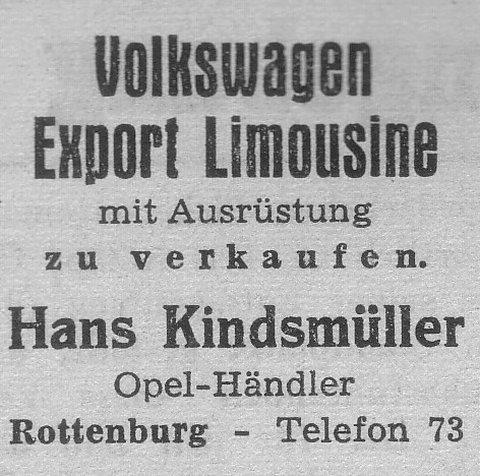 Volkswagen
Export Limousine
mit Ausrüstung
zu verkaufen.
Hans Kindsmüller
Opel-Händler
Rottenburg - Telefon 73